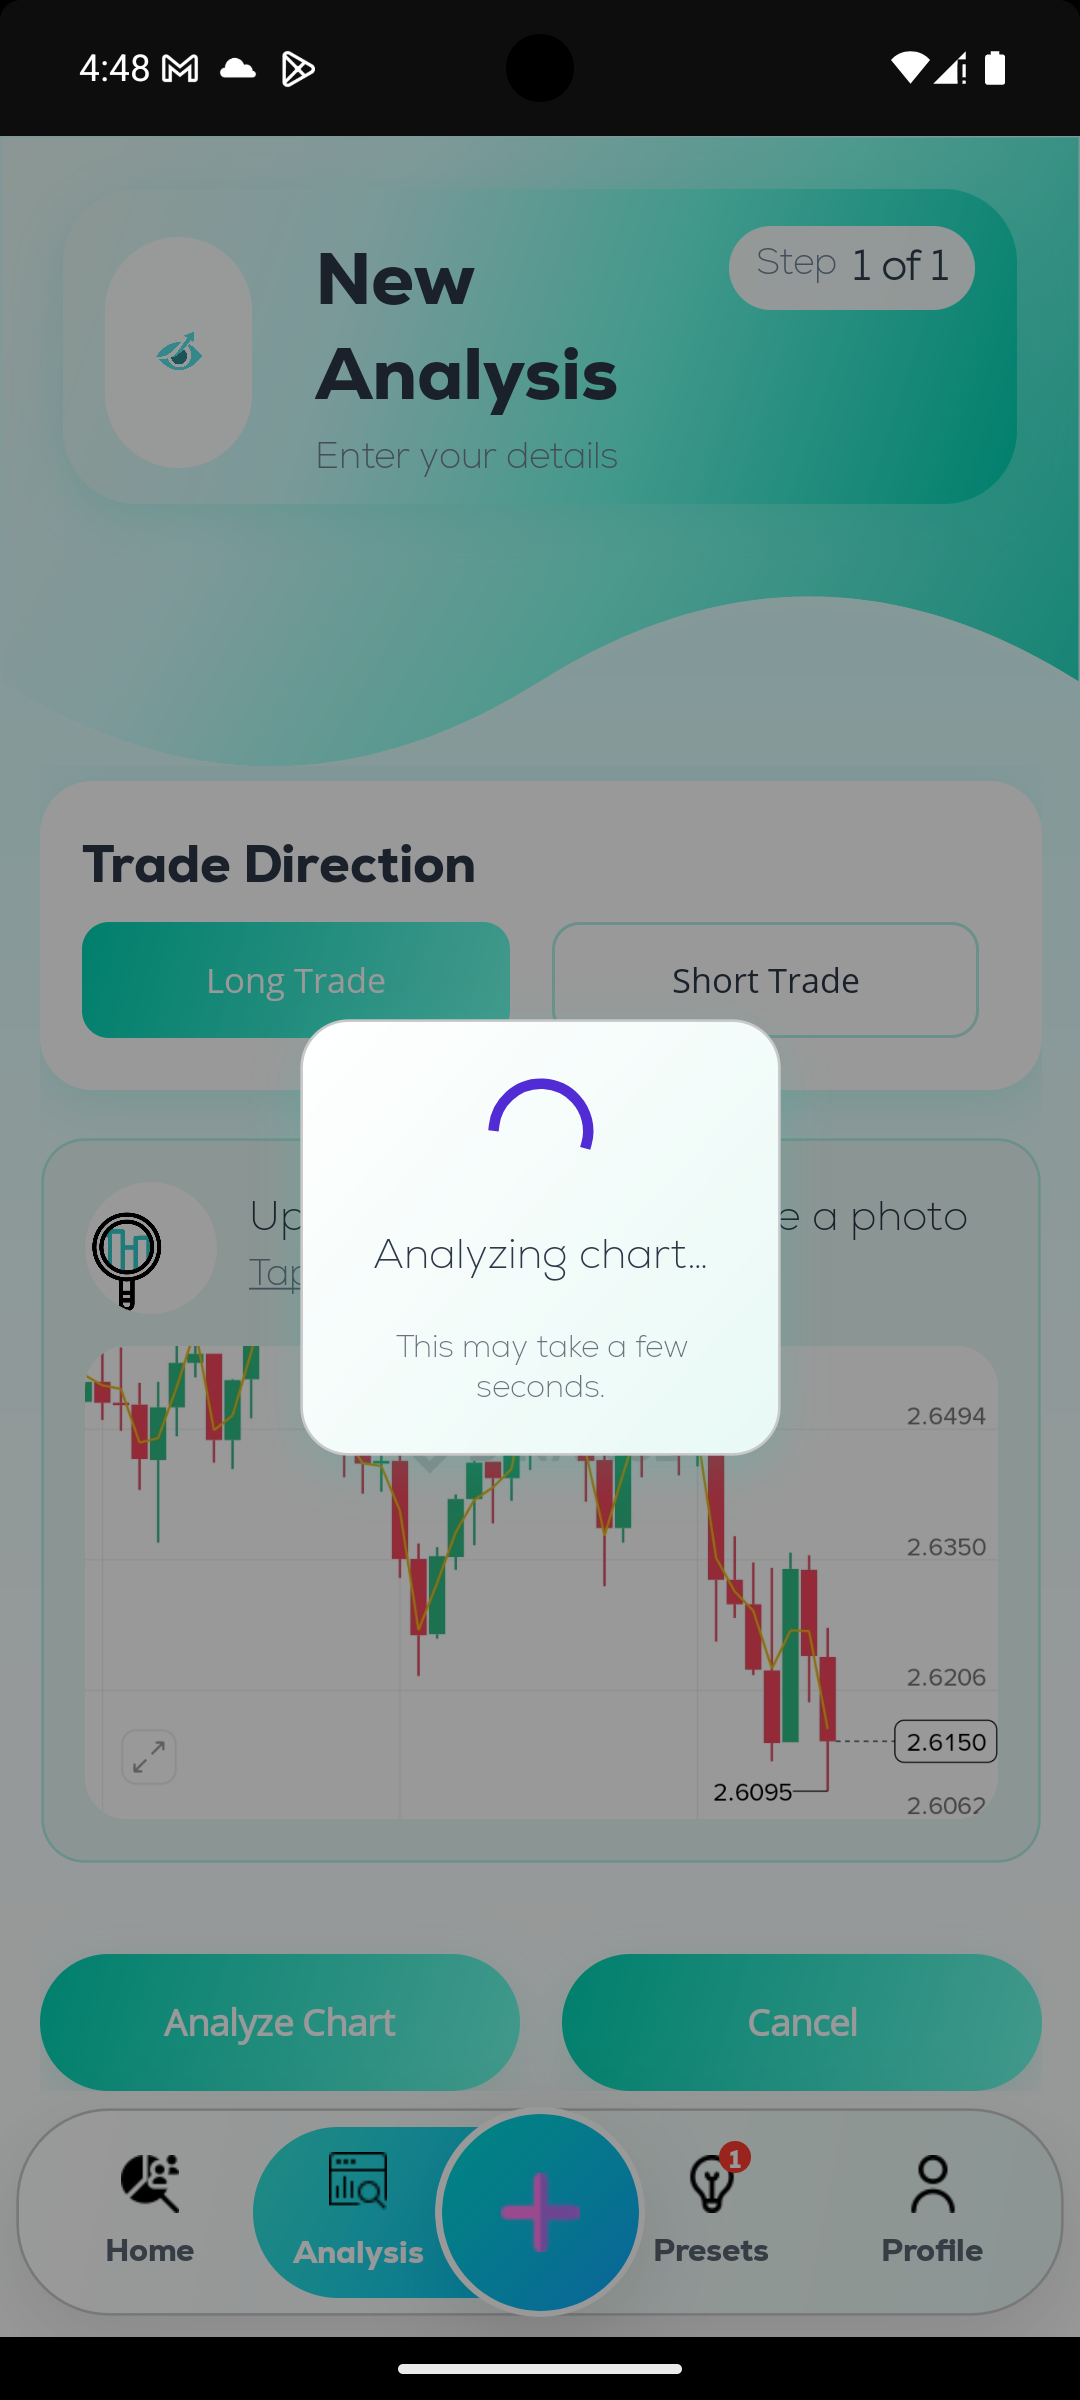 4:48
New
Analysis
Step 1 of 1
Enter your details
Trade Direction
Long Trade
Short Trade
Up
e a photo
Tap
Analyzing chart...
This may take a few
seconds.
2.6494
2.6350
2.6206
2.6150
2.6095
2.6062
Analyze Chart
Cancel
Home
Analysis
1
Presets
Profile